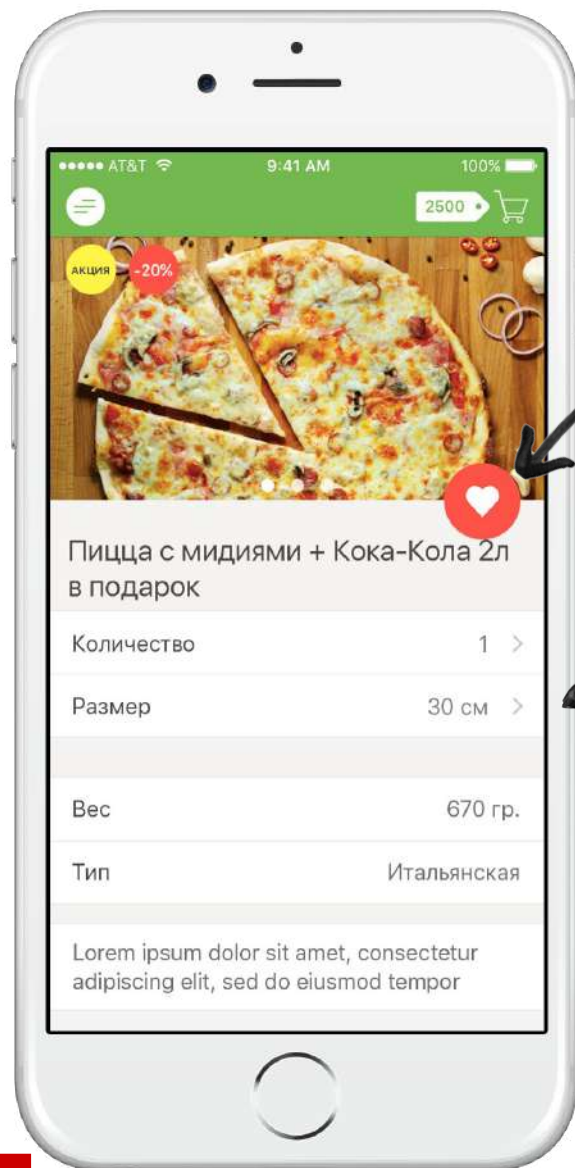 AT&T 9:41 AM 100%
2500
АКЦИЯ -20%
Пицца с мидиями + Кока-Кола 2л
в подарок
Количество 1
Размер 30 см
Вес 670 гр.
Тип Итальянская
Lorem ipsum dolor sit amet, consectetur
adipiscing elit, sed do eiusmod tempor